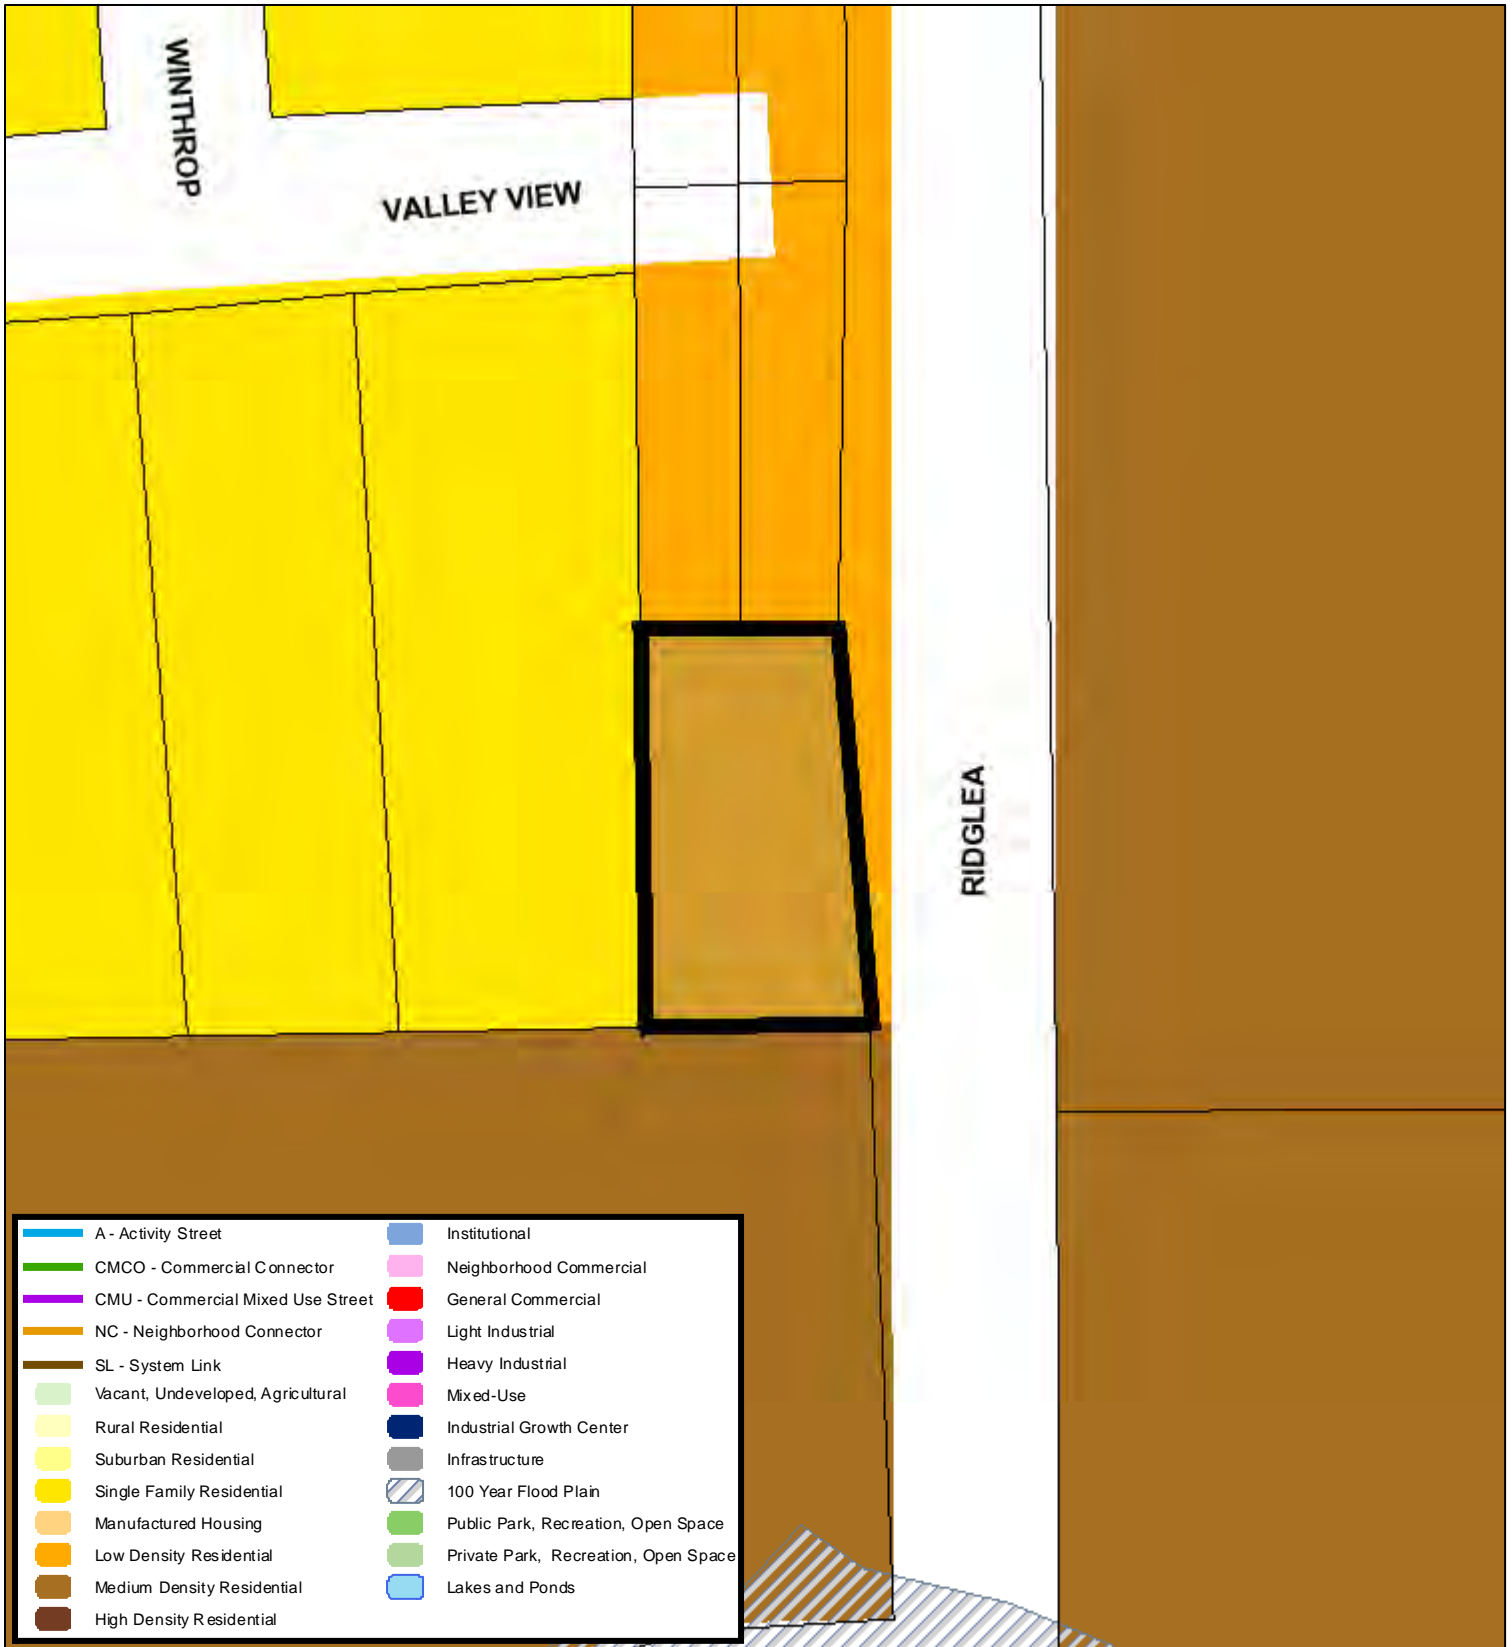 WINTHROP
VALLEY VIEW
RIDGLEA
A - Activity Street
CMCO - Commercial Connector
CMU - Commercial Mixed Use Street
NC - Neighborhood Connector
SL - System Link
Vacant, Undeveloped, Agricultural
Rural Residential
Suburban Residential
Single Family Residential
Manufactured Housing
Low Density Residential
Medium Density Residential
High Density Residential
Institutional
Neighborhood Commercial
General Commercial
Light Industrial
Heavy Industrial
Mixed-Use
Industrial Growth Center
Infrastructure
100 Year Flood Plain
Public Park, Recreation, Open Space
Private Park, Recreation, Open Space
Lakes and Ponds